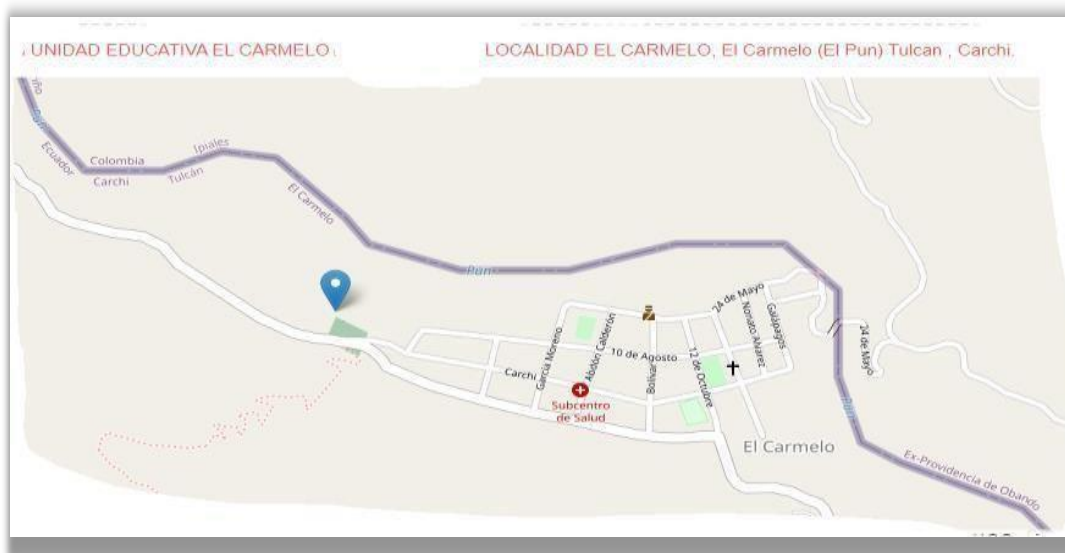 UNIDAD EDUCATIVA EL CARMELO
LOCALIDAD EL CARMELO, El Carmelo (El Pun) Tulcan , Carchi.
Pun
Ecuador
Colombia
Carchi
Ipiales
Tulcán
El Carmelo
Pun
24 de Mayo
Nonato Alvarez
Galápagos
24 de Mayo
García Moreno
Abdón Calderón
10 de Agosto
Bolívar
12 de Octubre
Carchi
Subcentro
de Salud
Pun
El Carmelo
Ex-Providencia de Obando